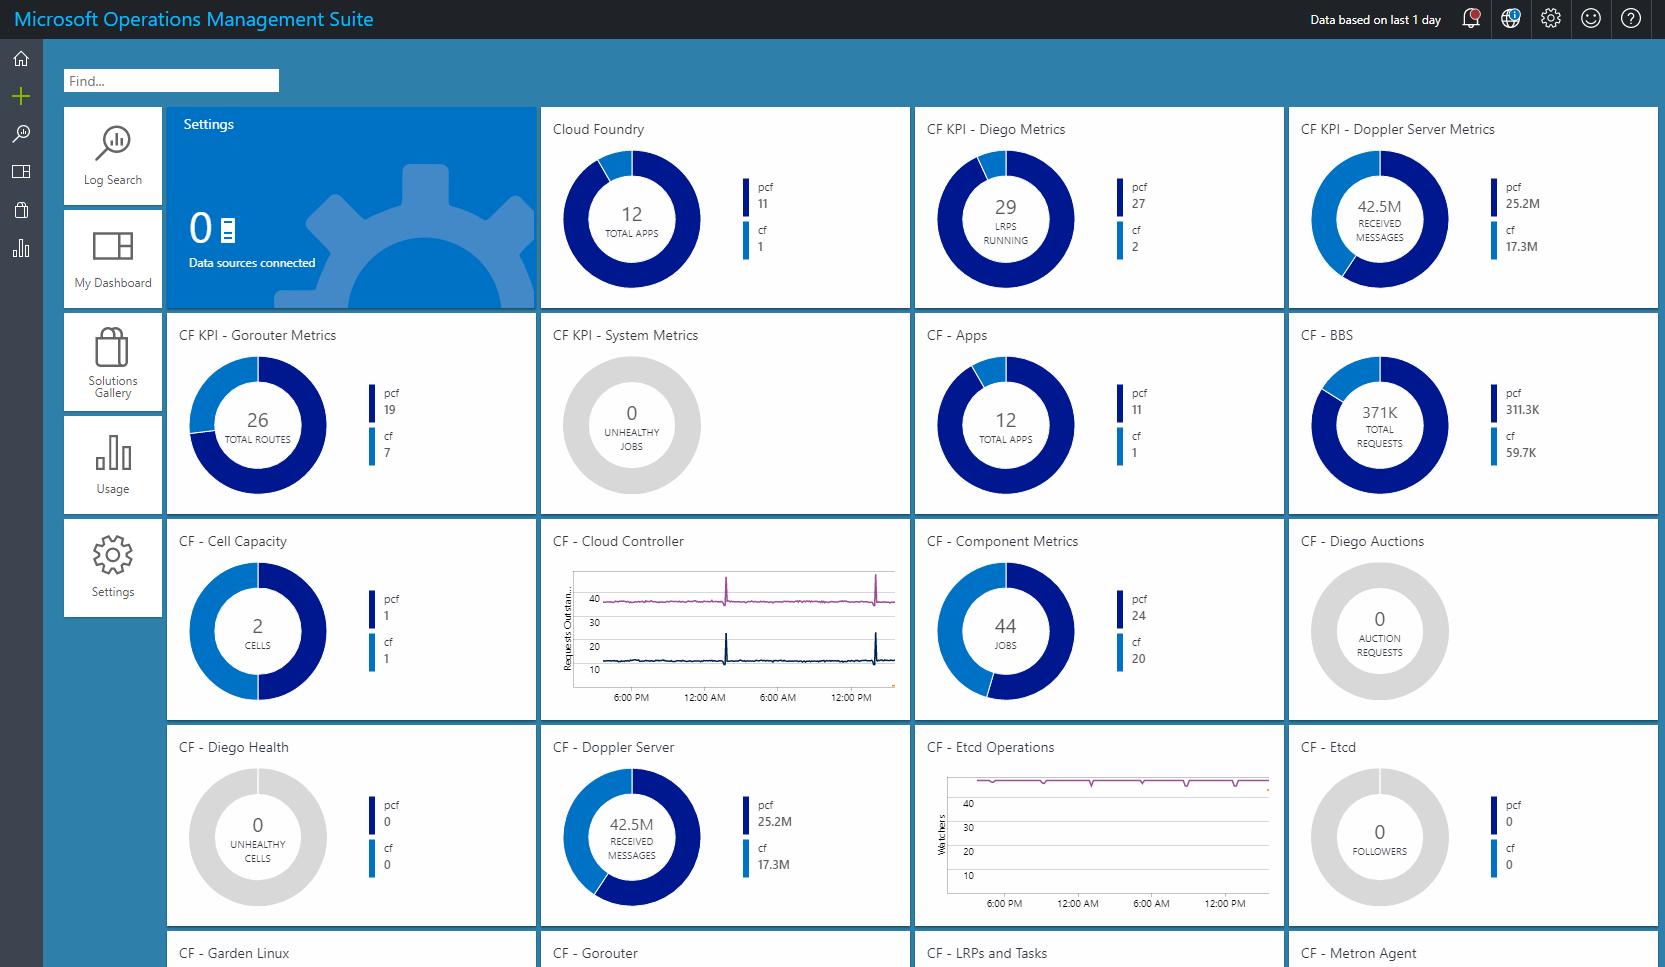 Microsoft Operations Management Suite
Data based on last 1 day
Find...
Log Search
My Dashboard
Solutions
Gallery
Usage
Settings
Settings
0
Data sources connected
Cloud Foundry
12
TOTAL APPS
pcf
11
cf
1
CF KPI - Diego Metrics
29
LRPS
RUNNING
pcf
27
cf
2
CF KPI - Doppler Server Metrics
42.5M
RECEIVED
MESSAGES
pcf
25.2M
cf
17.3M
CF KPI - Gorouter Metrics
26
TOTAL ROUTES
pcf
19
cf
7
CF KPI - System Metrics
0
UNHEALTHY
JOBS
CF - Apps
12
TOTAL APPS
pcf
11
cf
1
CF - BBS
371K
TOTAL
REQUESTS
pcf
311.3K
cf
59.7K
CF - Cell Capacity
2
CELLS
pcf
1
cf
1
CF - Cloud Controller
Requests Outstan...
40
30
20
10
6:00 PM 12:00 AM 6:00 AM 12:00 PM
CF - Component Metrics
44
JOBS
pcf
24
cf
20
CF - Diego Auctions
0
AUCTION
REQUESTS
CF - Diego Health
0
UNHEALTHY
CELLS
pcf
0
cf
0
CF - Doppler Server
42.5M
RECEIVED
MESSAGES
pcf
25.2M
cf
17.3M
CF - Etcd Operations
Watchers
40
30
20
10
6:00 PM 12:00 AM 6:00 AM 12:00 PM
CF - Etcd
0
FOLLOWERS
pcf
0
cf
0
CF - Garden Linux
CF - Gorouter
CF - LRPs and Tasks
CF - Metron Agent